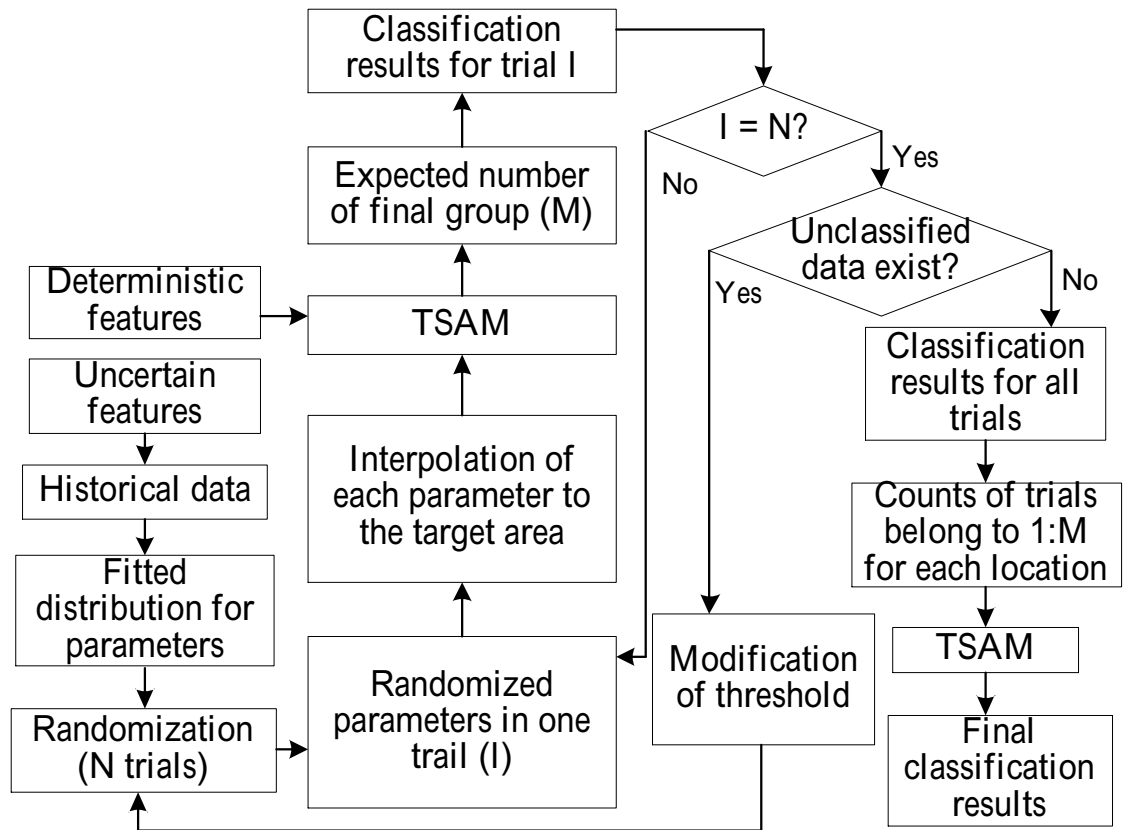 Classification
results for trial I
I = N?
Yes
No
Expected number
of final group (M)
Unclassified
data exist?
Yes
No
Deterministic
features
TSAM
Uncertain
features
Classification
results for all
trials
Historical data
Interpolation of
each parameter to
the target area
Counts of trials
belong to 1:M
for each location
Fitted
distribution for
parameters
Randomized
parameters in one
trail (I)
Modification
of threshold
TSAM
Randomization
(N trials)
Final
classification
results